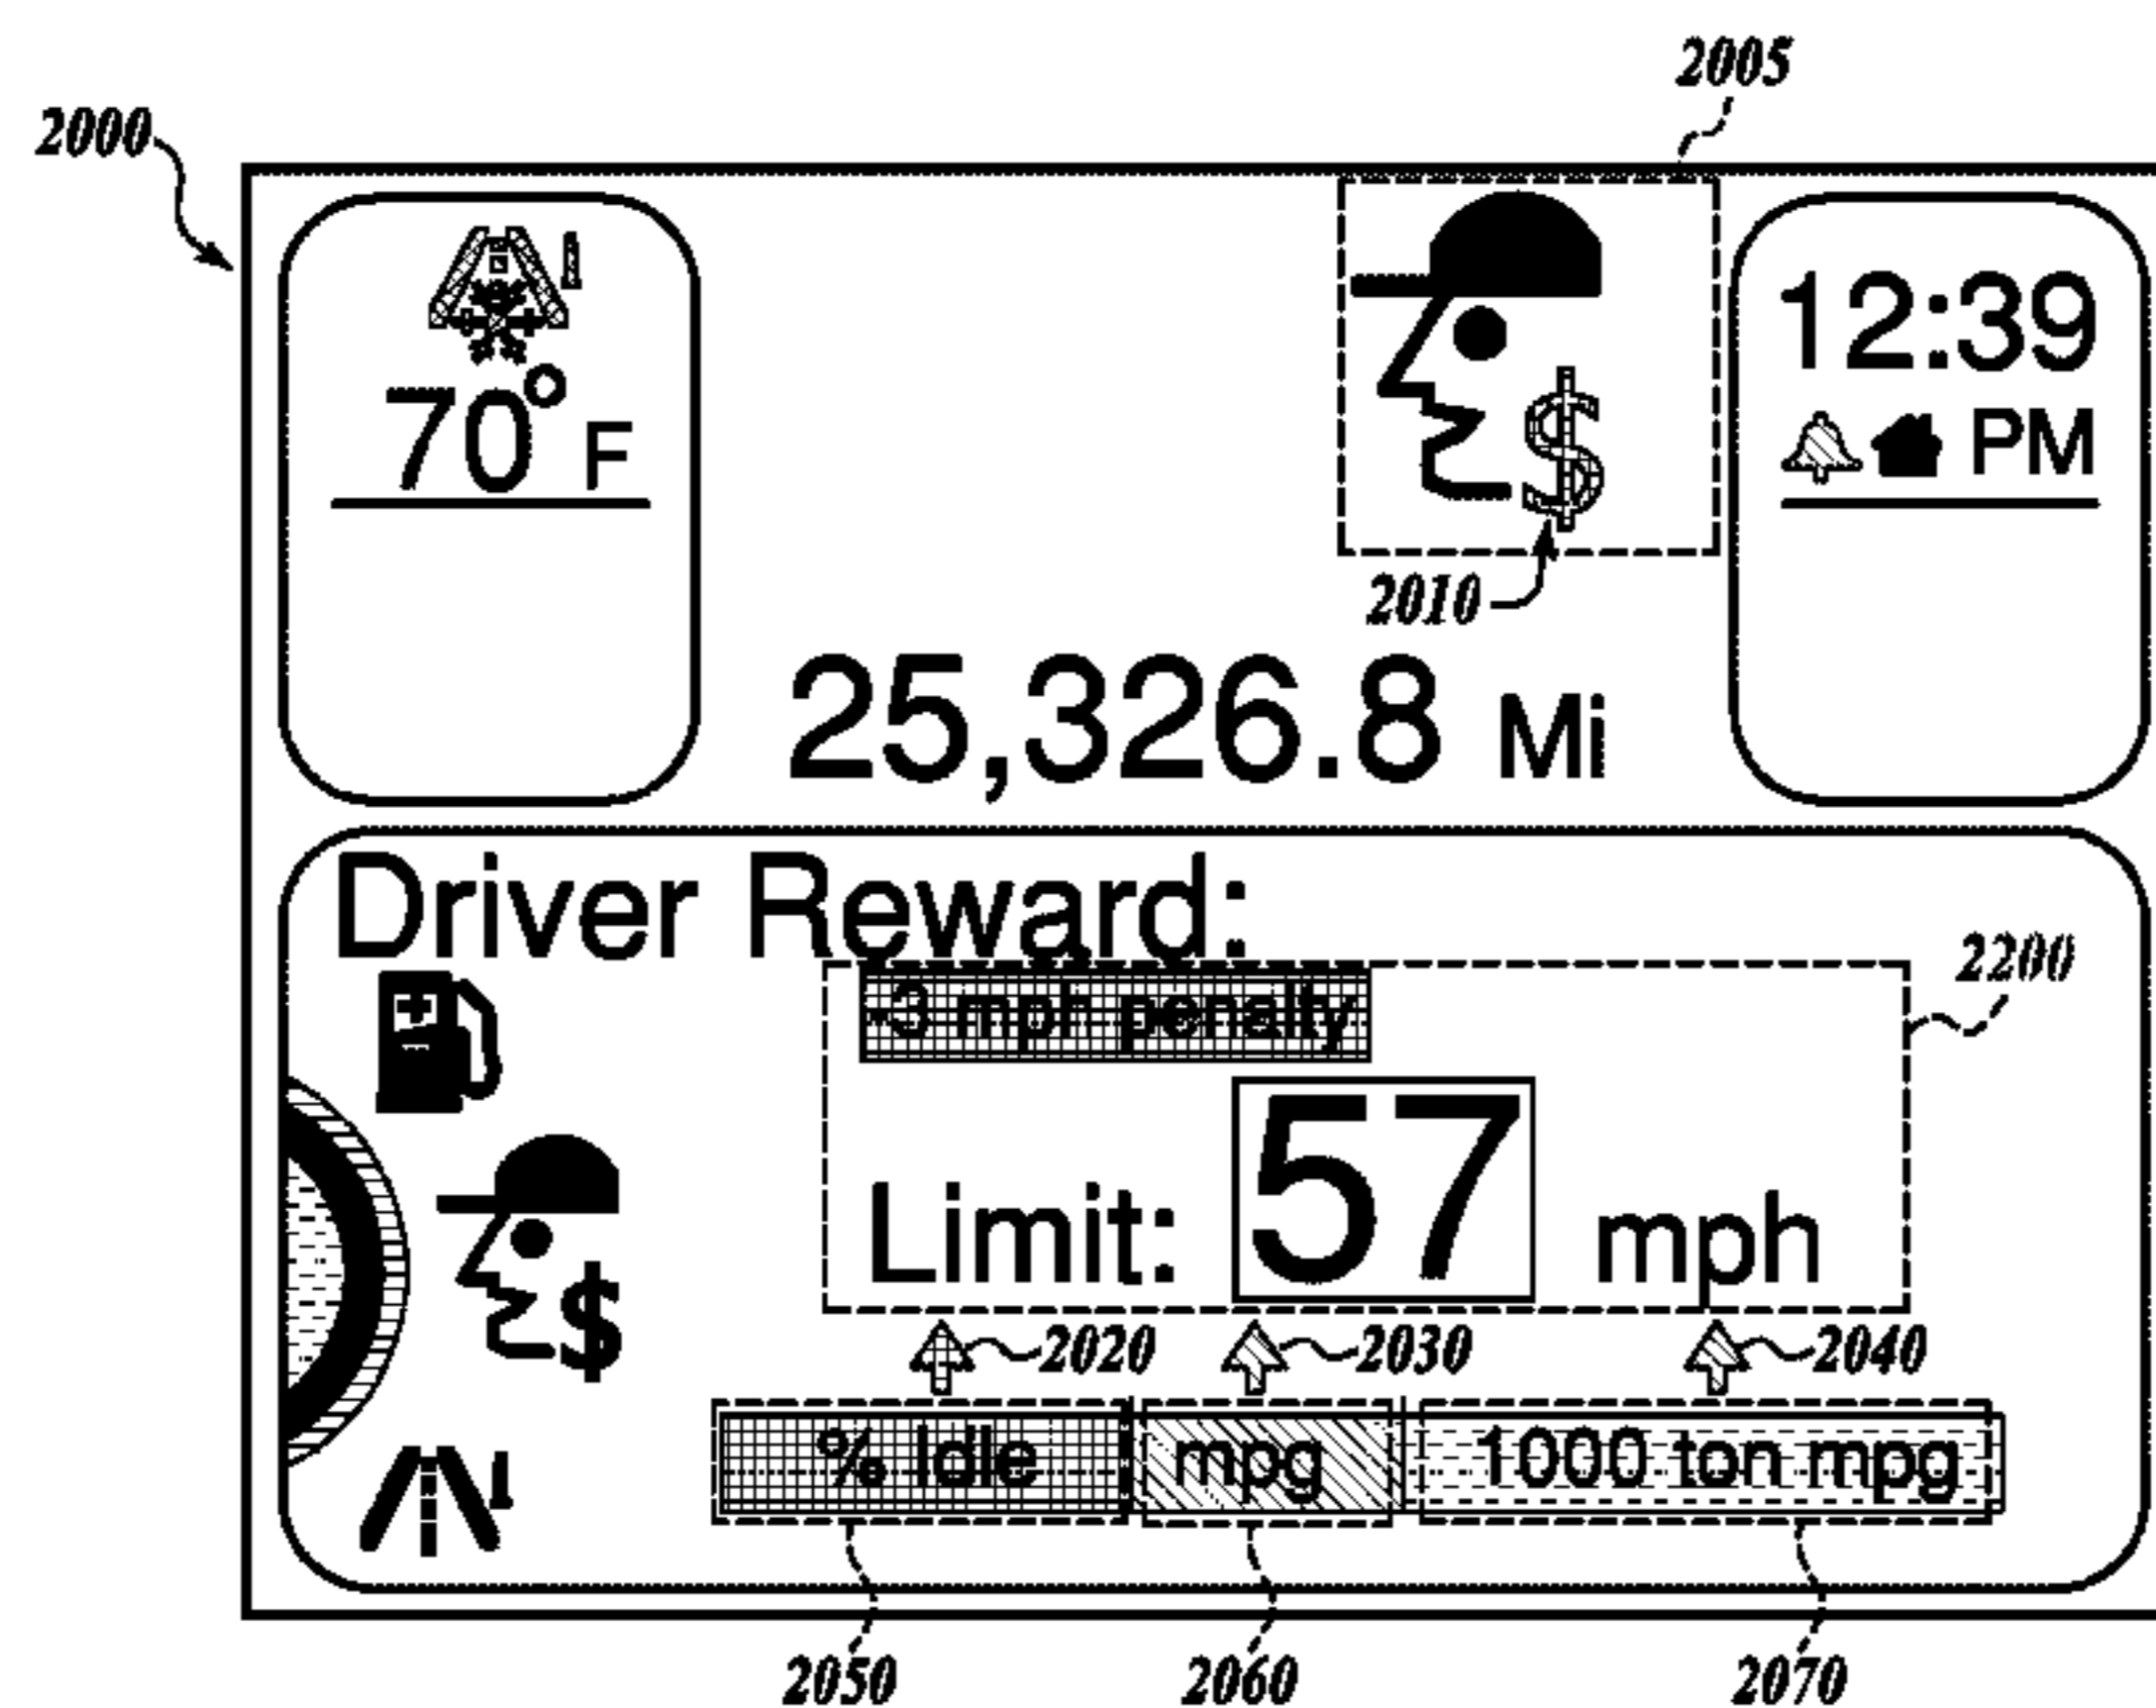 2005
2000
70° F
$
12:39
PM
2010
25,326.8 Mi
Driver Reward:
2200
-3 mph penalty
Limit: 57 mph
$
2020
2030
2040
% Idle
mpg
1000 ton mpg
2050
2060
2070